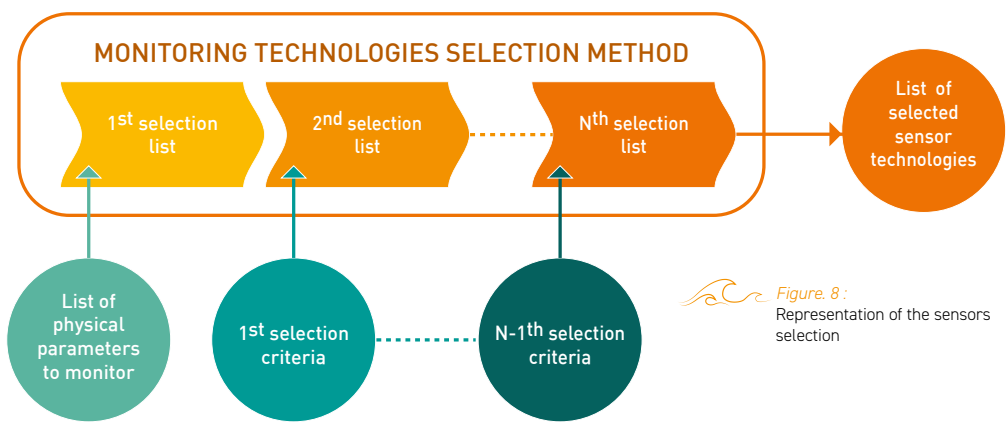 MONITORING TECHNOLOGIES SELECTION METHOD
1st selection
list
2nd selection
list
Nth selection
list
List of
selected
sensor
technologies
List of
physical
parameters
to monitor
1st selection
criteria
N-1th selection
criteria
Figure. 8 :
Representation of the sensors
selection